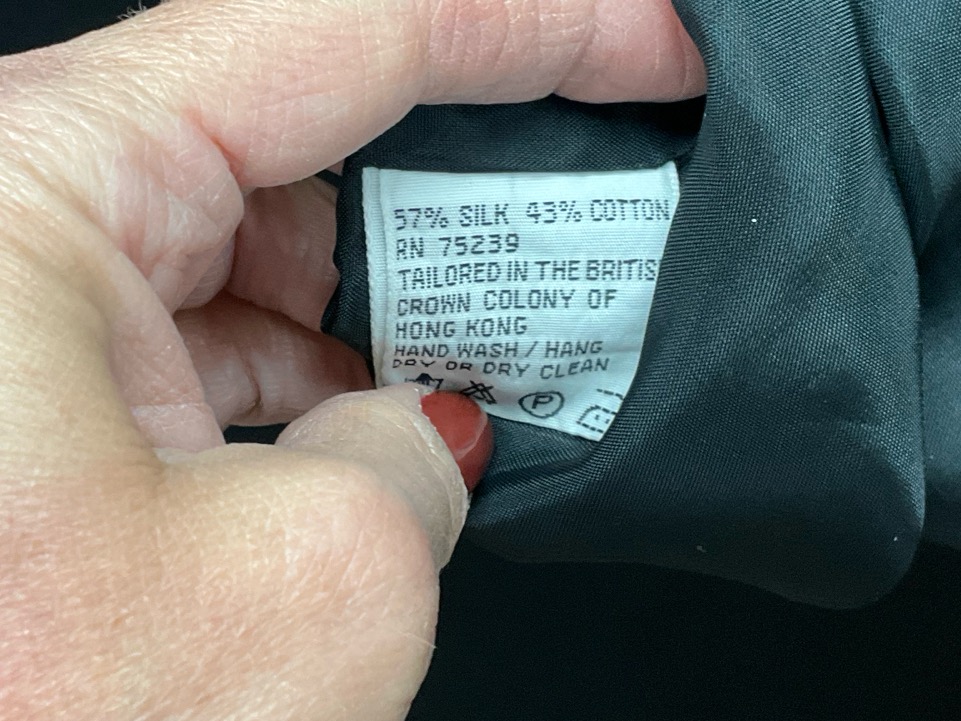 57% SILK 43% COTTON
RN 75239
TAILORED IN THE BRITIS
CROWN COLONY OF
HONG KONG
HAND WASH / HANG
DRY OR DRY CLEAN
P